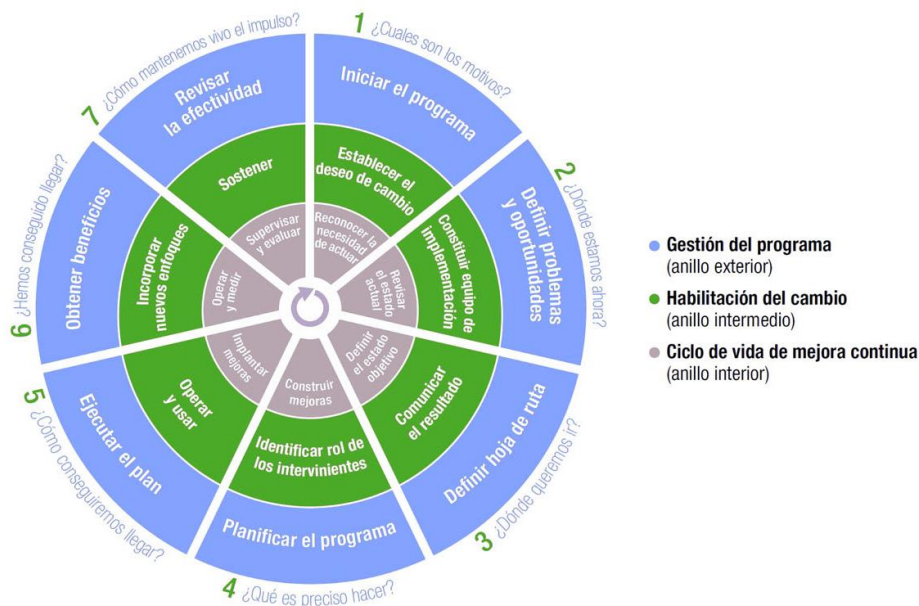 1 ¿Cuales son los motivos?
Iniciar el programa
Establecer el
deseo de cambio
Reconocer la
necesidad
de actuar
2 ¿Dónde estamos ahora?
Definir problemas
y oportunidades
Constituir equipo de
implementación
Revisar
el estado
actual
3 ¿Dónde queremos ir?
Definir hoja de ruta
Comunicar
el resultado
Definir
el estado
objetivo
4 ¿Qué es preciso hacer?
Planificar el programa
Identificar rol de
los intervinientes
Construir
mejoras
5 ¿Cómo conseguiremos llegar?
Ejecutar el plan
Operar
y usar
Implantar
mejoras
6 ¿Hemos conseguido llegar?
Obtener beneficios
Incorporar
nuevos enfoques
Operar
y medir
7 ¿Cómo mantenemos vivo el impulso?
Revisar
la efectividad
Sostener
Supervisar
y evaluar
Gestión del programa
(anillo exterior)
Habilitación del cambio
(anillo intermedio)
Ciclo de vida de mejora continua
(anillo interior)